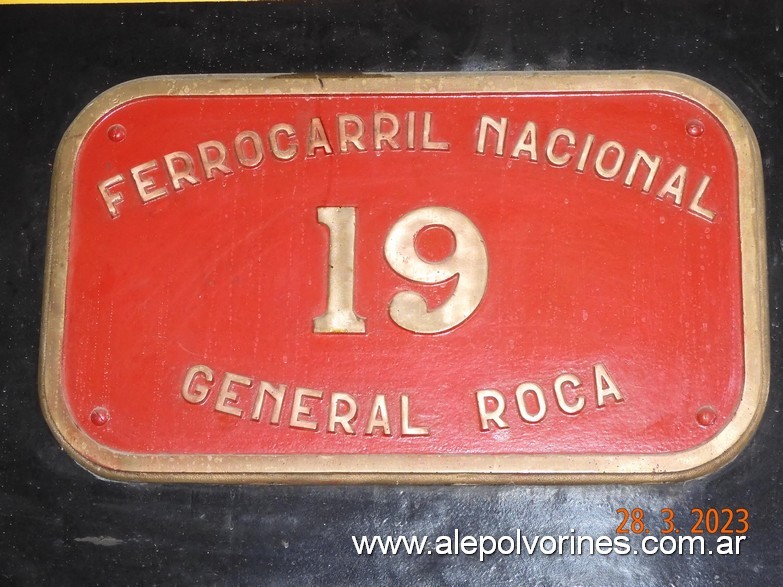 FERROCARRIL NACIONAL
19
GENERAL ROCA
28. 3. 2023
www.alepolvorines.com.ar